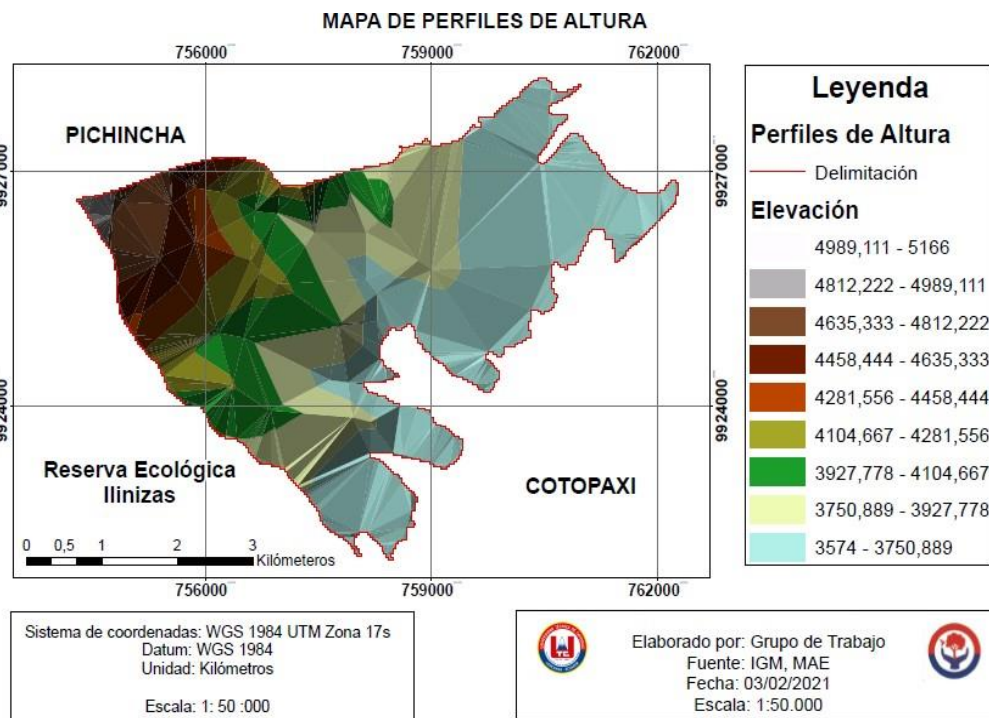 MAPA DE PERFILES DE ALTURA
756000 759000 762000
PICHINCHA
9927000 9927000
9924000 9924000
Reserva Ecológica
Ilinizas
COTOPAXI
0 0,5 1 2 3
Kilómeteros
756000 759000 762000
Leyenda
Perfiles de Altura
Delimitación
Elevación
4989,111 - 5166
4812,222 - 4989,111
4635,333 - 4812,222
4458,444 - 4635,333
4281,556 - 4458,444
4104,667 - 4281,556
3927,778 - 4104,667
3750,889 - 3927,778
3574 - 3750,889
Sistema de coordenadas: WGS 1984 UTM Zona 17s
Datum: WGS 1984
Unidad: Kilómetros
Escala: 1: 50 :000
Elaborado por: Grupo de Trabajo
Fuente: IGM, MAE
Fecha: 03/02/2021
Escala: 1:50.000